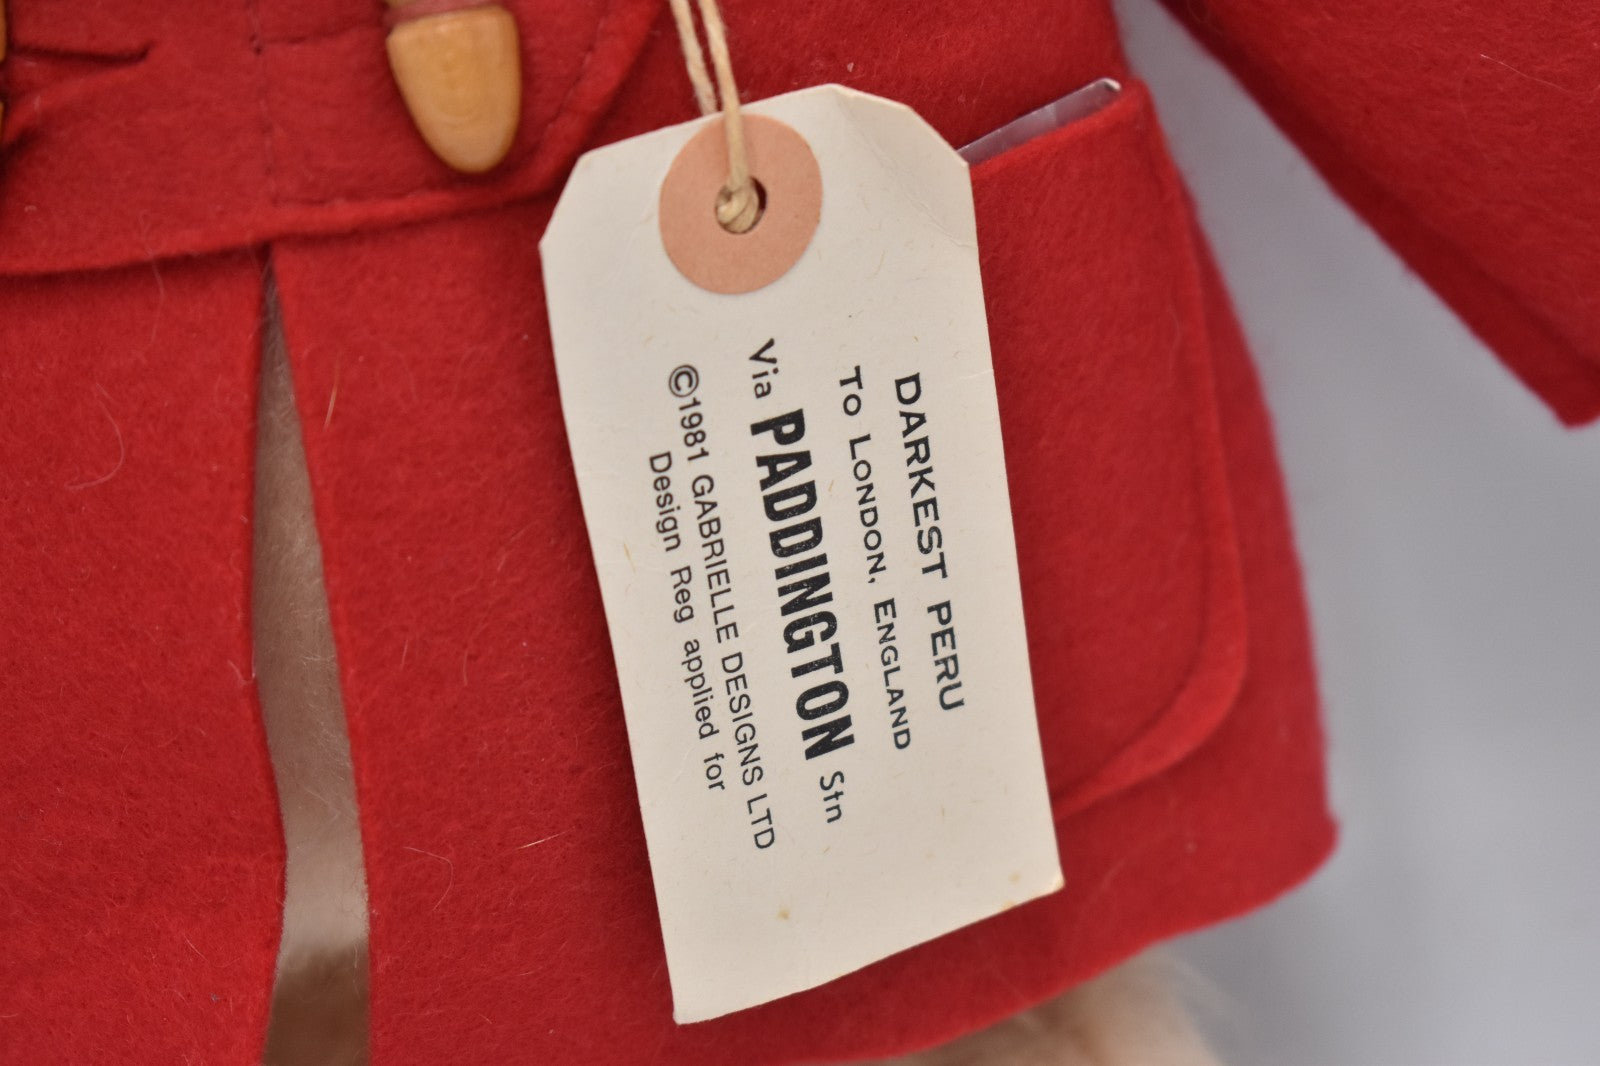 DARKEST PERU
TO LONDON, ENGLAND
Via PADDINGTON Stn
©1981 GABRIELLE DESIGNS LTD
Design Reg applied for